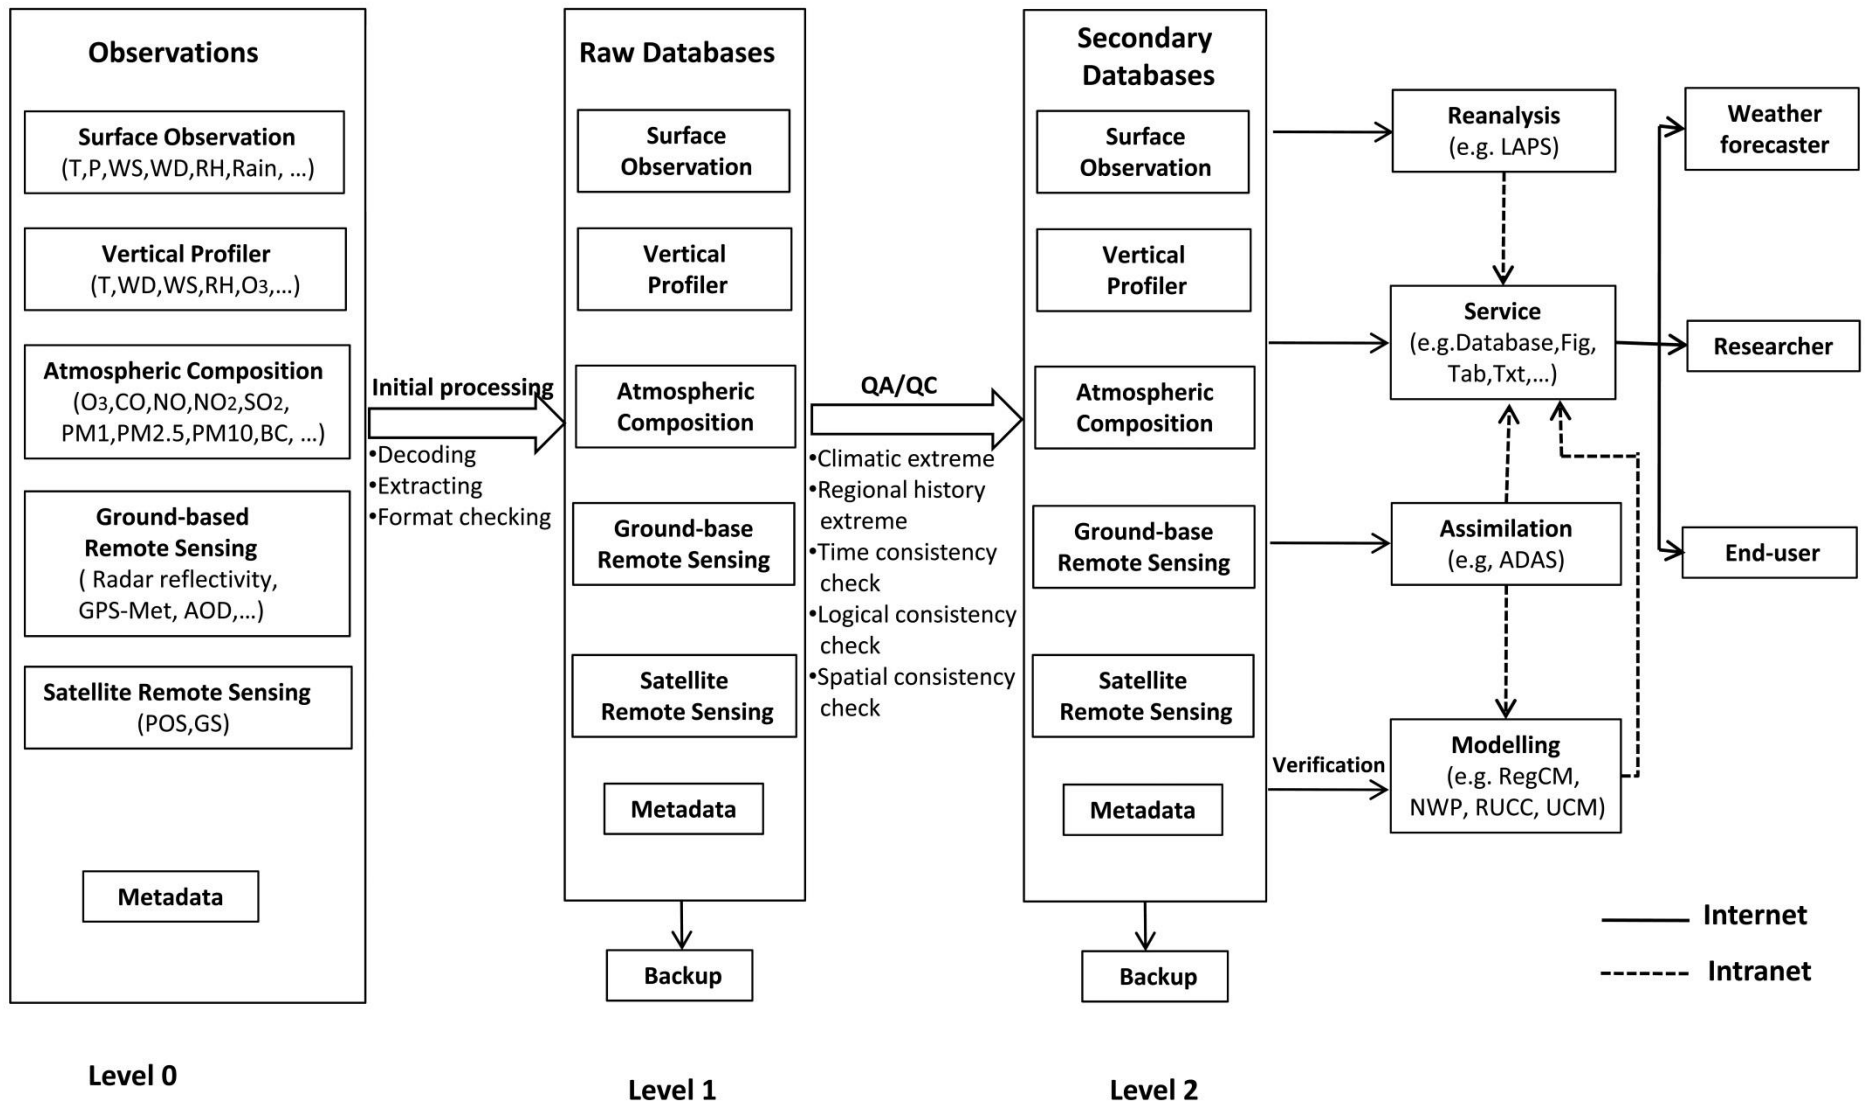 Observations
Surface Observation
(T,P,WS,WD,RH,Rain, ...)
Vertical Profiler
(T,WD,WS,RH,O3,...)
Atmospheric Composition
(O3,CO,NO,NO2,SO2,
PM1,PM2.5,PM10,BC, ...)
Ground-based
Remote Sensing
( Radar reflectivity,
GPS-Met, AOD,...)
Satellite Remote Sensing
(POS,GS)
Metadata
Level 0
Initial processing
•Decoding
•Extracting
•Format checking
Raw Databases
Surface
Observation
Vertical
Profiler
Atmospheric
Composition
Ground-base
Remote Sensing
Satellite
Remote Sensing
Metadata
Backup
Level 1
QA/QC
•Climatic extreme
•Regional history
extreme
•Time consistency
check
•Logical consistency
check
•Spatial consistency
check
Secondary
Databases
Surface
Observation
Vertical
Profiler
Atmospheric
Composition
Ground-base
Remote Sensing
Satellite
Remote Sensing
Metadata
Backup
Level 2
Verification
Reanalysis
(e.g. LAPS)
Service
(e.g.Database,Fig,
Tab,Txt,...)
Assimilation
(e.g, ADAS)
Modelling
(e.g. RegCM,
NWP, RUCC, UCM)
Weather
forecaster
Researcher
End-user
Internet
Intranet